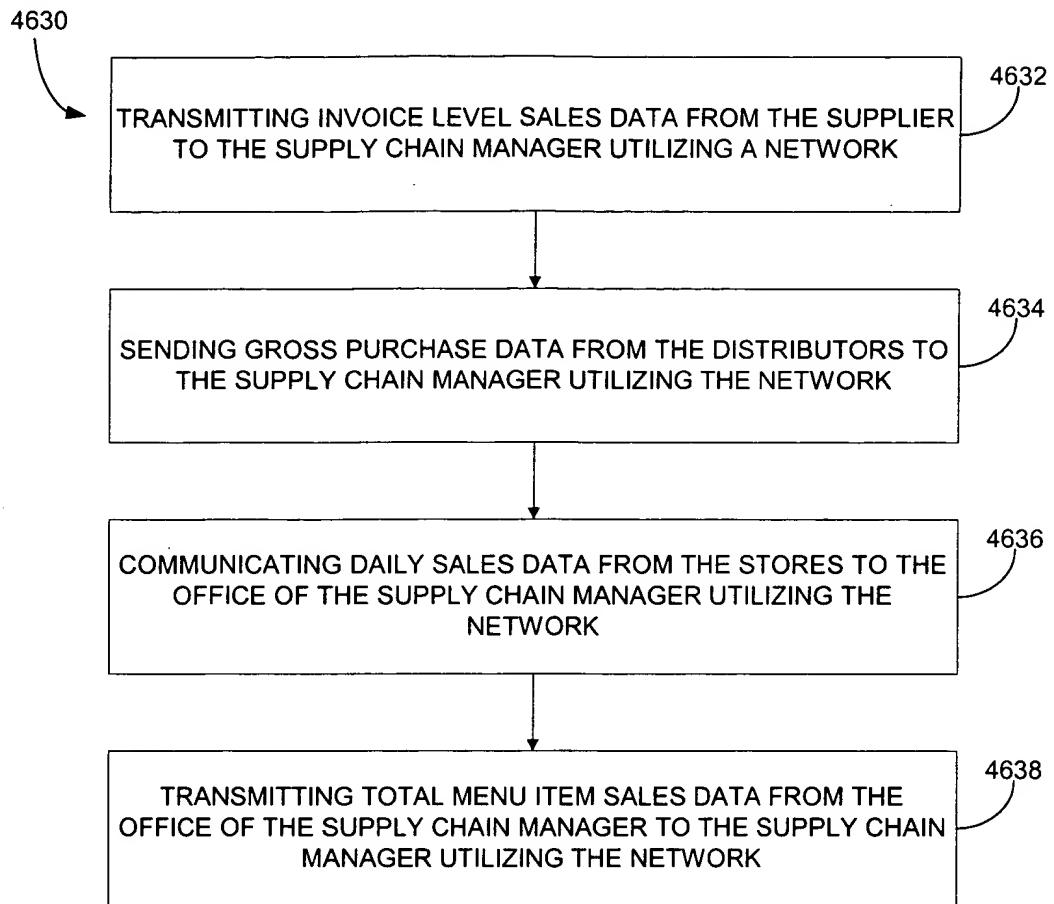 4630
4632
TRANSMITTING INVOICE LEVEL SALES DATA FROM THE SUPPLIER
TO THE SUPPLY CHAIN MANAGER UTILIZING A NETWORK
4634
SENDING GROSS PURCHASE DATA FROM THE DISTRIBUTORS TO
THE SUPPLY CHAIN MANAGER UTILIZING THE NETWORK
4636
COMMUNICATING DAILY SALES DATA FROM THE STORES TO THE
OFFICE OF THE SUPPLY CHAIN MANAGER UTILIZING THE
NETWORK
4638
TRANSMITTING TOTAL MENU ITEM SALES DATA FROM THE
OFFICE OF THE SUPPLY CHAIN MANAGER TO THE SUPPLY CHAIN
MANAGER UTILIZING THE NETWORK